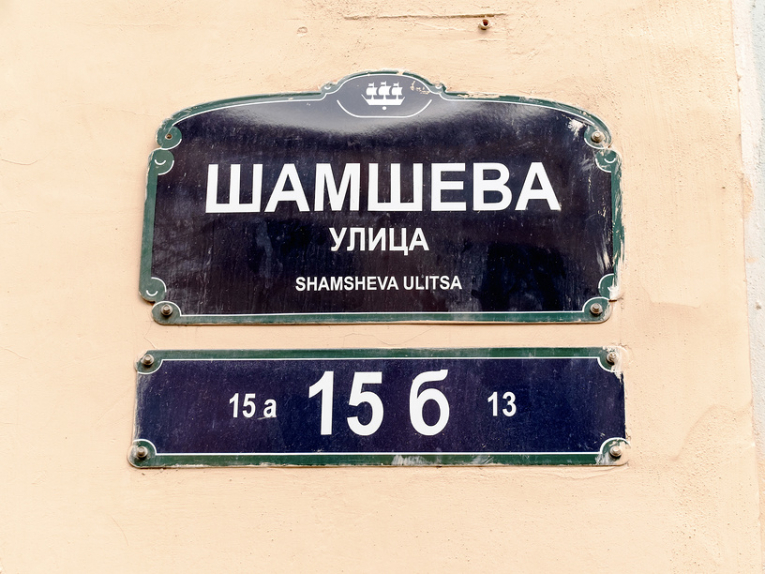 ШАМШЕВА
УЛИЦА
SHAMSHEVA ULITSA
15 а 15 б 13